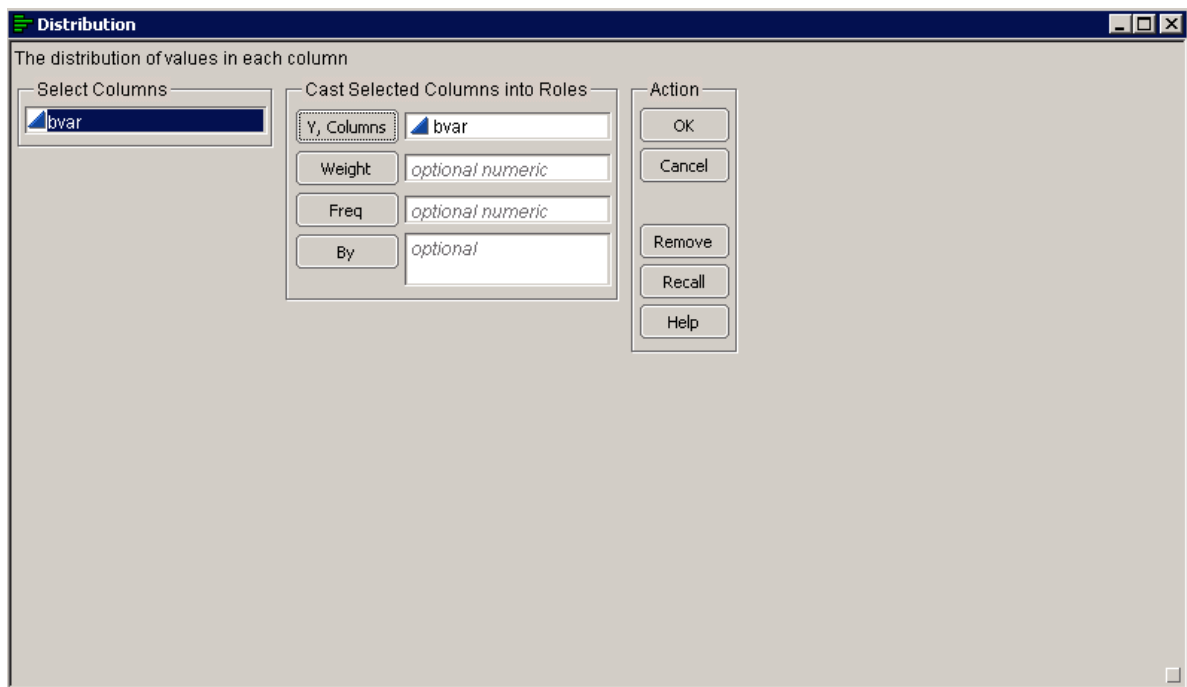 Distribution
The distribution of values in each column
Select Columns
bvar
Cast Selected Columns into Roles
Y, Columns
bvar
Weight
optional numeric
Freq
optional numeric
By
optional
Action
OK
Cancel
Remove
Recall
Help